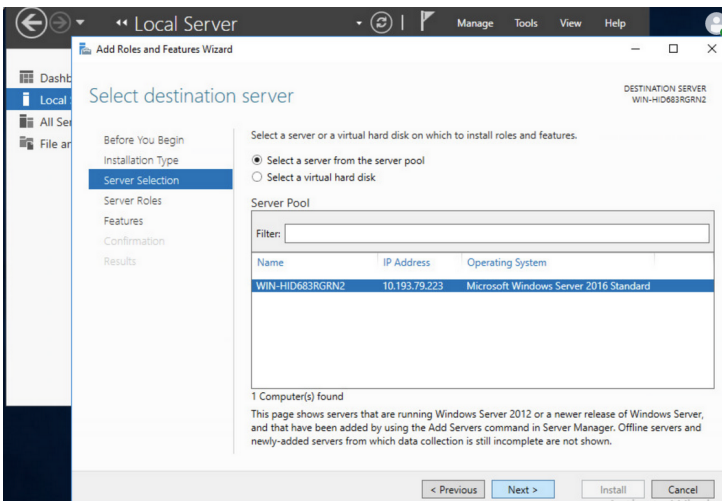 Local Server
Manage Tools View Help
Add Roles and Features Wizard
Dashb
Local
All Ser
File ar
Select destination server
DESTINATION SERVER
WIN-HID683RGRN2
Before You Begin
Installation Type
Server Selection
Server Roles
Features
Confirmation
Results
Select a server or a virtual hard disk on which to install roles and features.
Select a server from the server pool
Select a virtual hard disk
Server Pool
Filter:
Name IP Address Operating System
WIN-HID683RGRN2 10.193.79.223 Microsoft Windows Server 2016 Standard
1 Computer(s) found
This page shows servers that are running Windows Server 2012 or a newer release of Windows Server,
and that have been added by using the Add Servers command in Server Manager. Offline servers and
newly-added servers from which data collection is still incomplete are not shown.
< Previous Next > Install Cancel